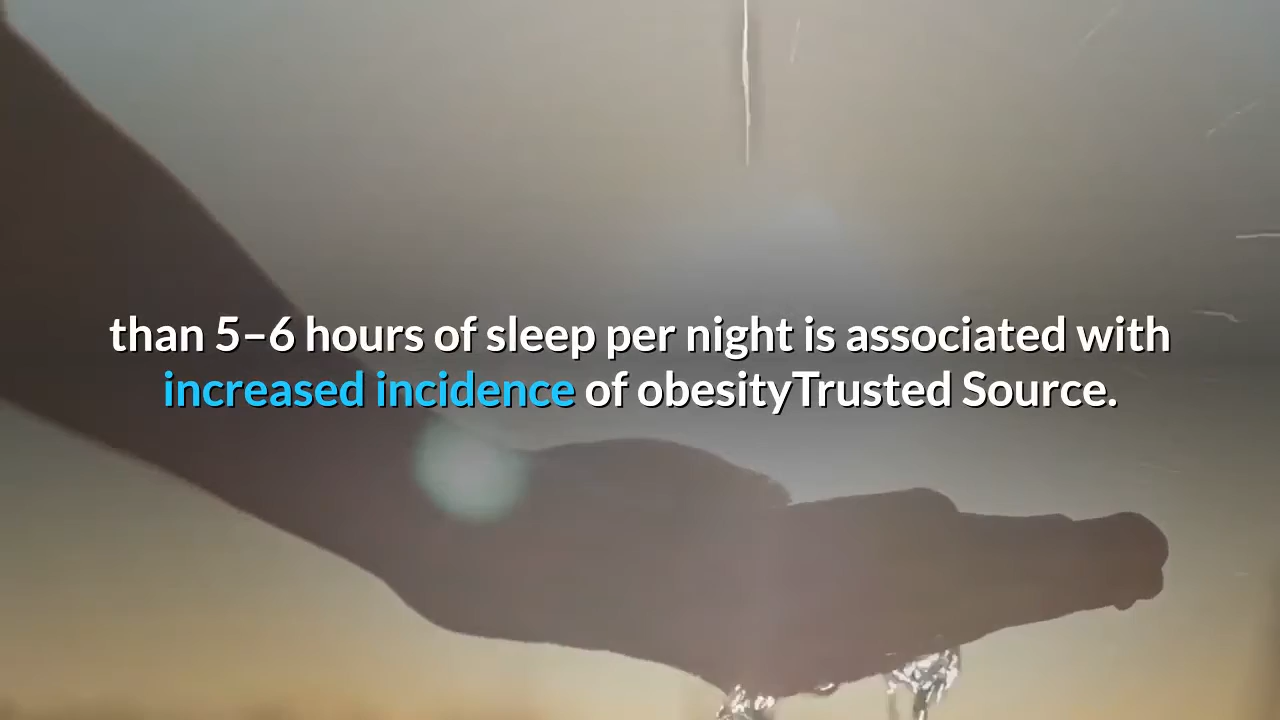 than 5–6 hours of sleep per night is associated with
increased incidence of obesityTrusted Source.